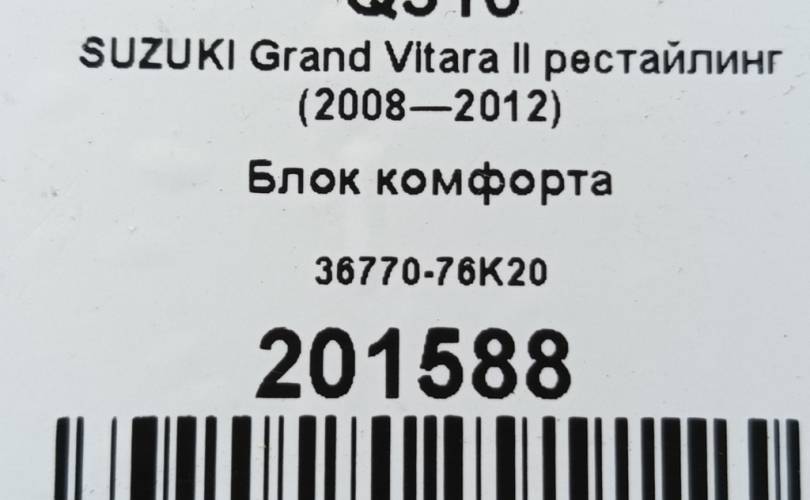 SUZUKI Grand Vitara II рестайлинг
(2008—2012)
Блок комфорта
36770-76K20
201588